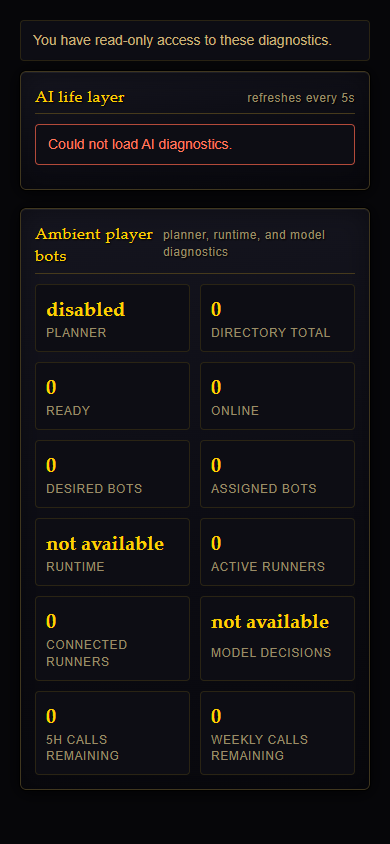 You have read-only access to these diagnostics.
AI life layer
refreshes every 5s
Could not load AI diagnostics.
Ambient player
bots
planner, runtime, and model
diagnostics
disabled
PLANNER
0
DIRECTORY TOTAL
0
READY
0
ONLINE
0
DESIRED BOTS
0
ASSIGNED BOTS
not available
RUNTIME
0
ACTIVE RUNNERS
0
CONNECTED
RUNNERS
not available
MODEL DECISIONS
0
5H CALLS
REMAINING
0
WEEKLY CALLS
REMAINING